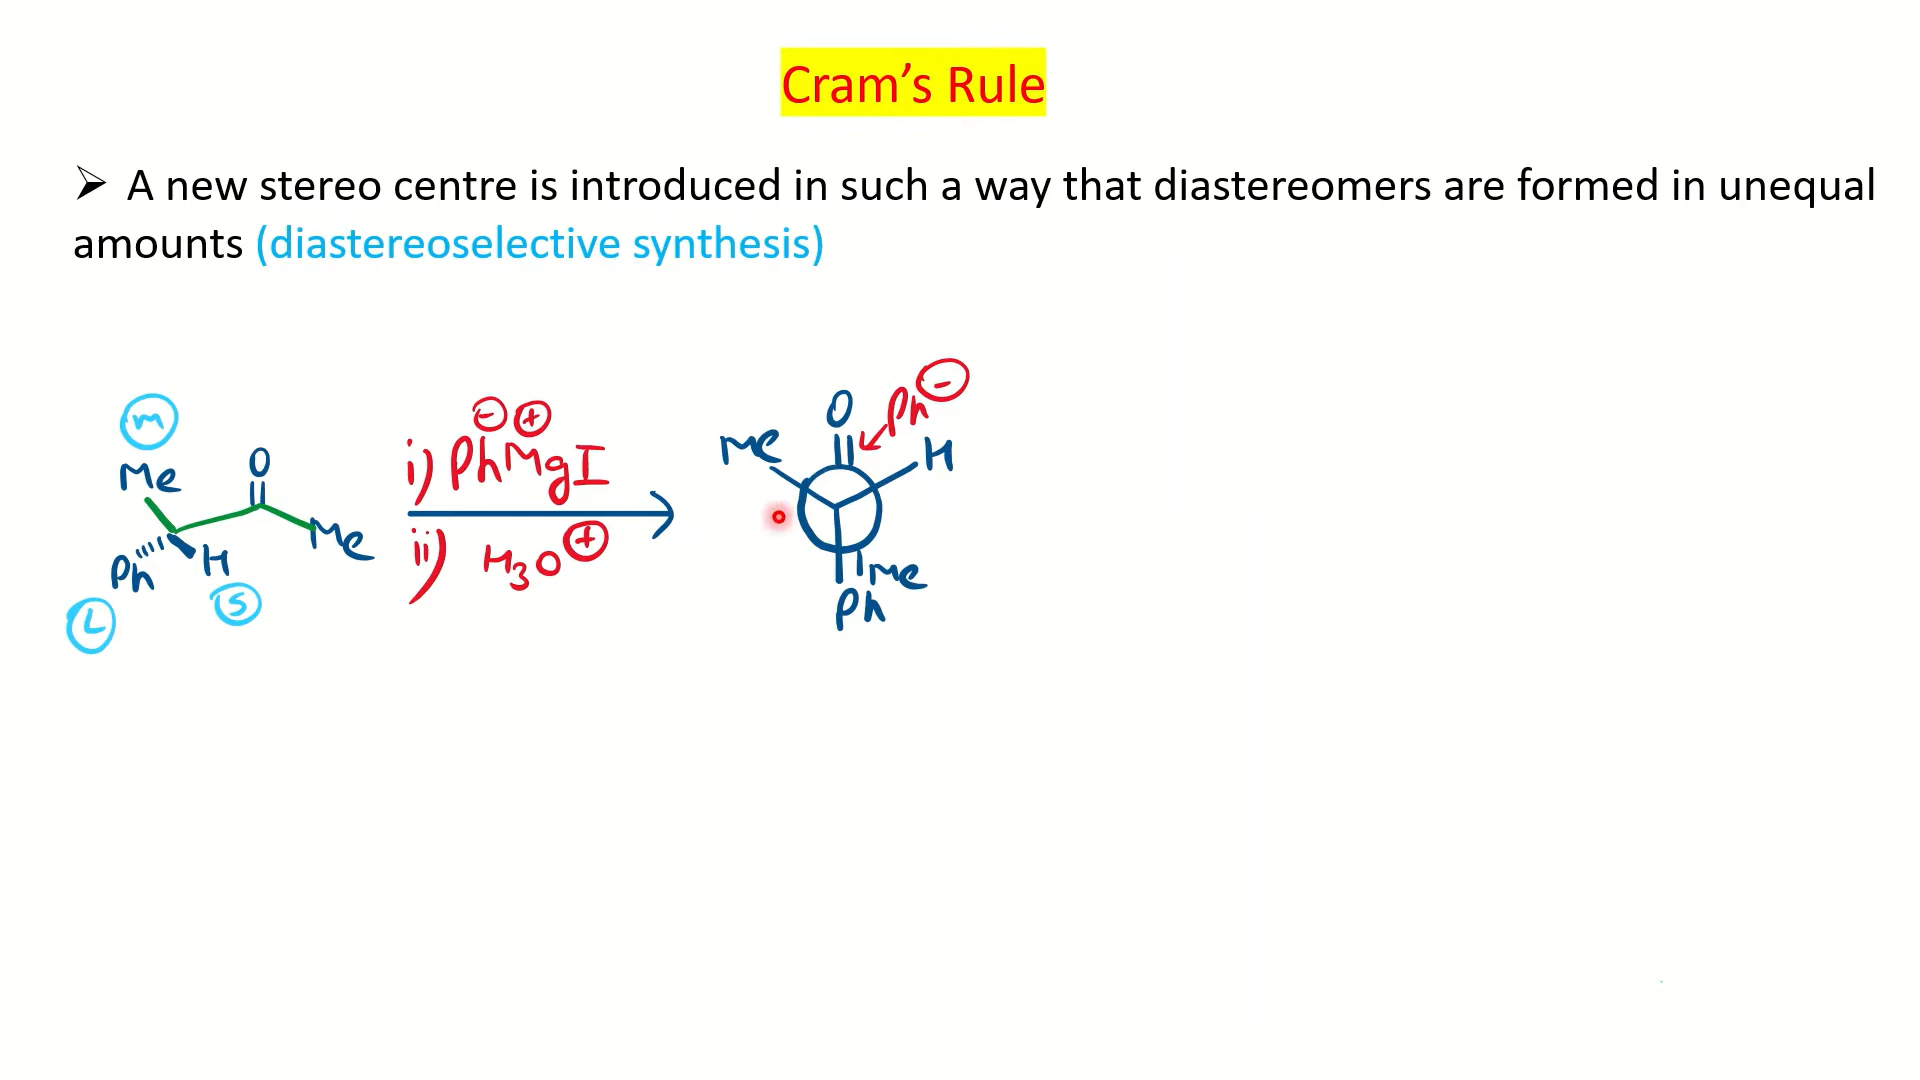 Cram's Rule
➢ A new stereo centre is introduced in such a way that diastereomers are formed in unequal
amounts (diastereoselective synthesis)
m
Me
O
Me
Ph
H
L
S
⊖ ⊕
i) PhMgI
ii) H3O⊕
O
Ph⊖
Me
H
Me
Ph